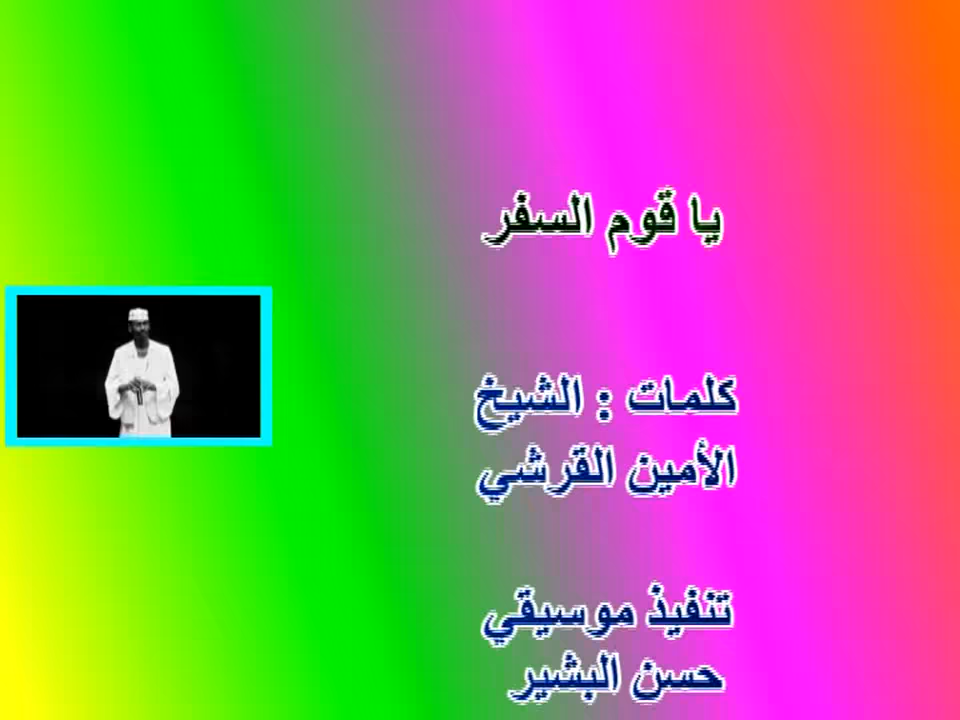 يا قوم السفر
كلمات : الشيخ
الأمين القرشي
تنفيذ موسيقي
حسن البشير